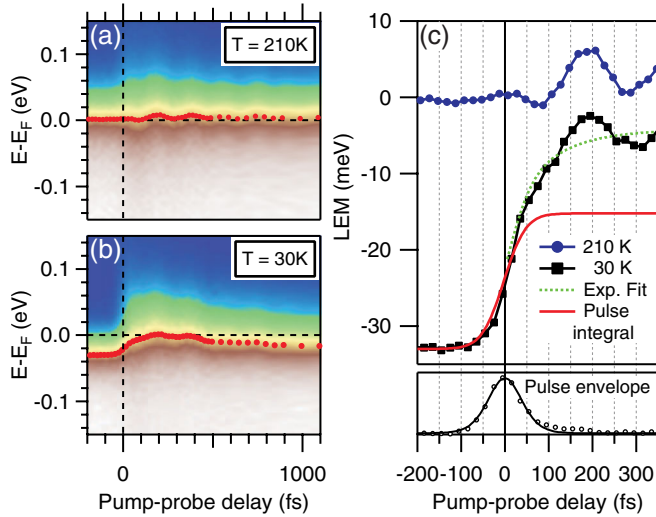 (a)
T = 210K
0.1
0.0
-0.1
E-E_F (eV)
(b)
T = 30K
0.1
0.0
-0.1
E-E_F (eV)
0
1000
Pump-probe delay (fs)
(c)
10
0
-10
-20
-30
LEM (meV)
210 K
30 K
Exp. Fit
Pulse
integral
Pulse envelope
-200
-100
0
100
200
300
Pump-probe delay (fs)